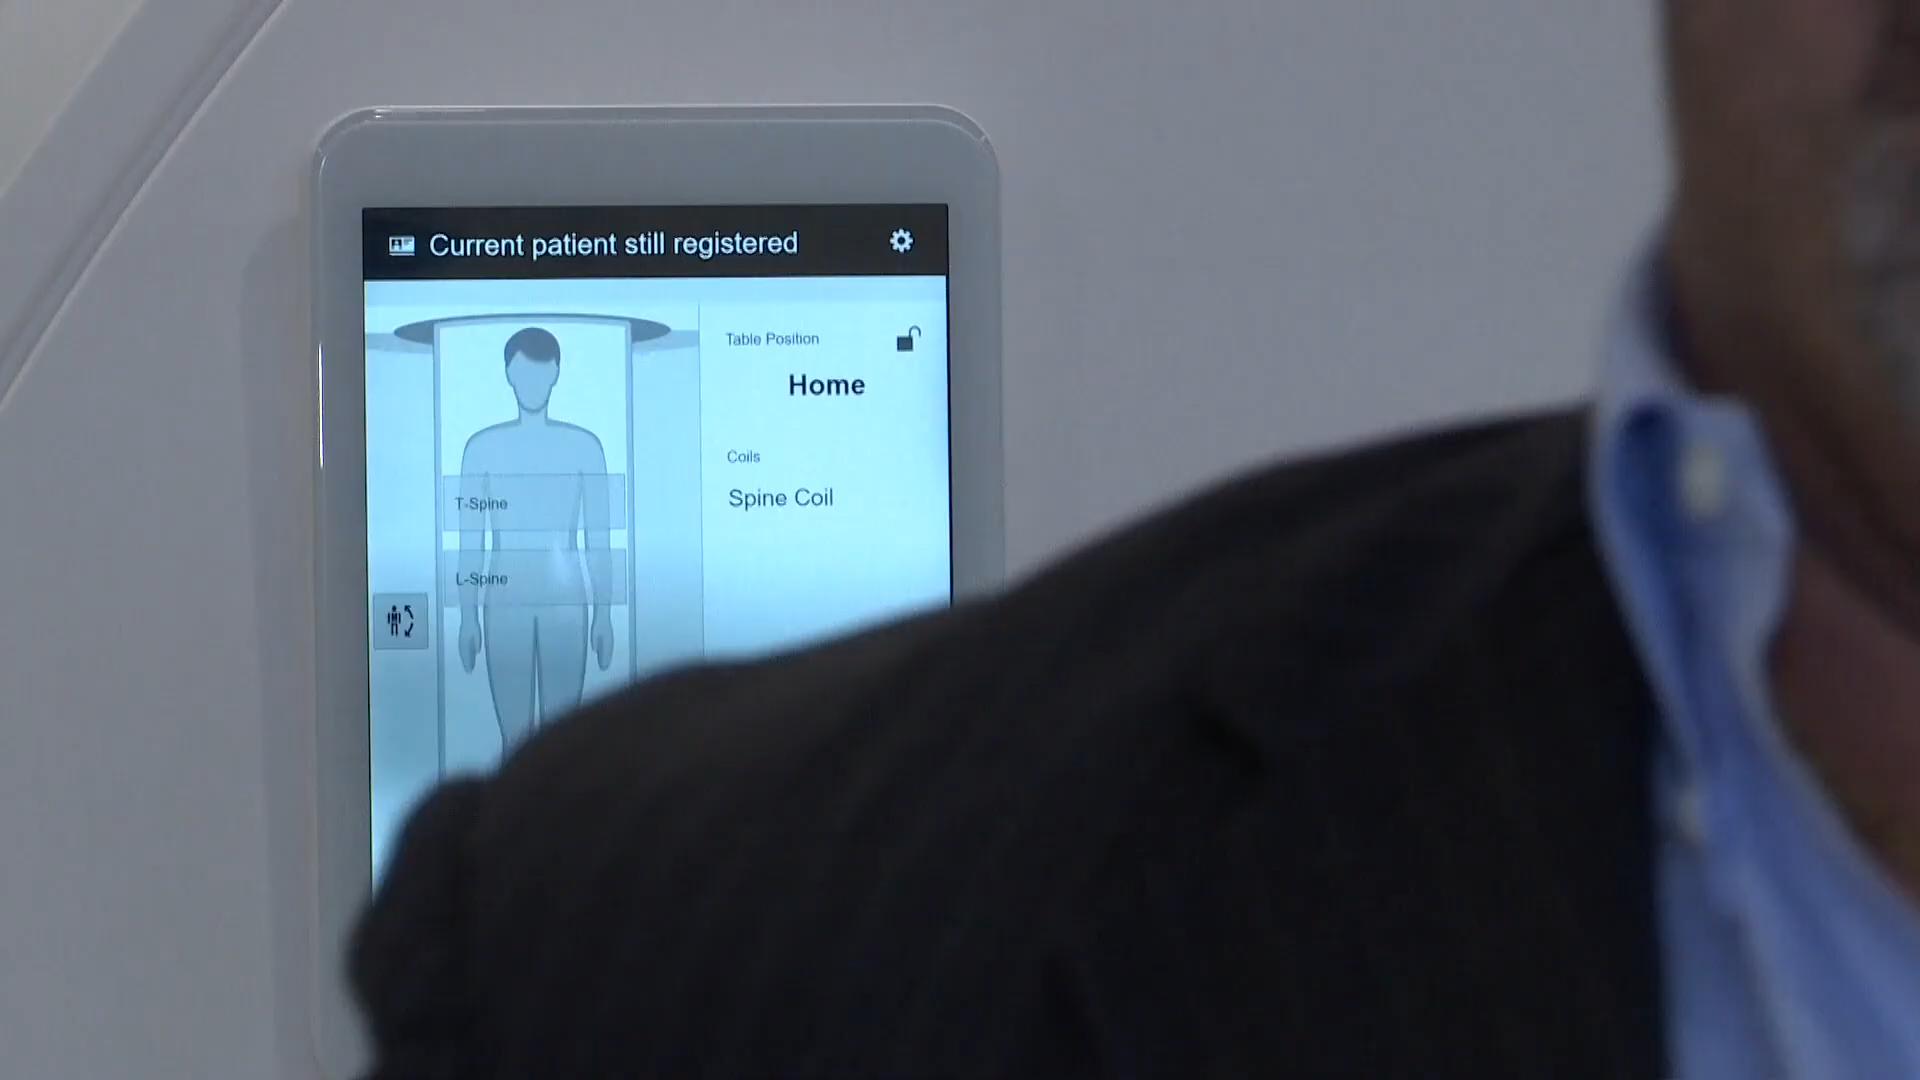 Current patient still registered
Table Position
Home
Coils
Spine Coil
T-Spine
L-Spine